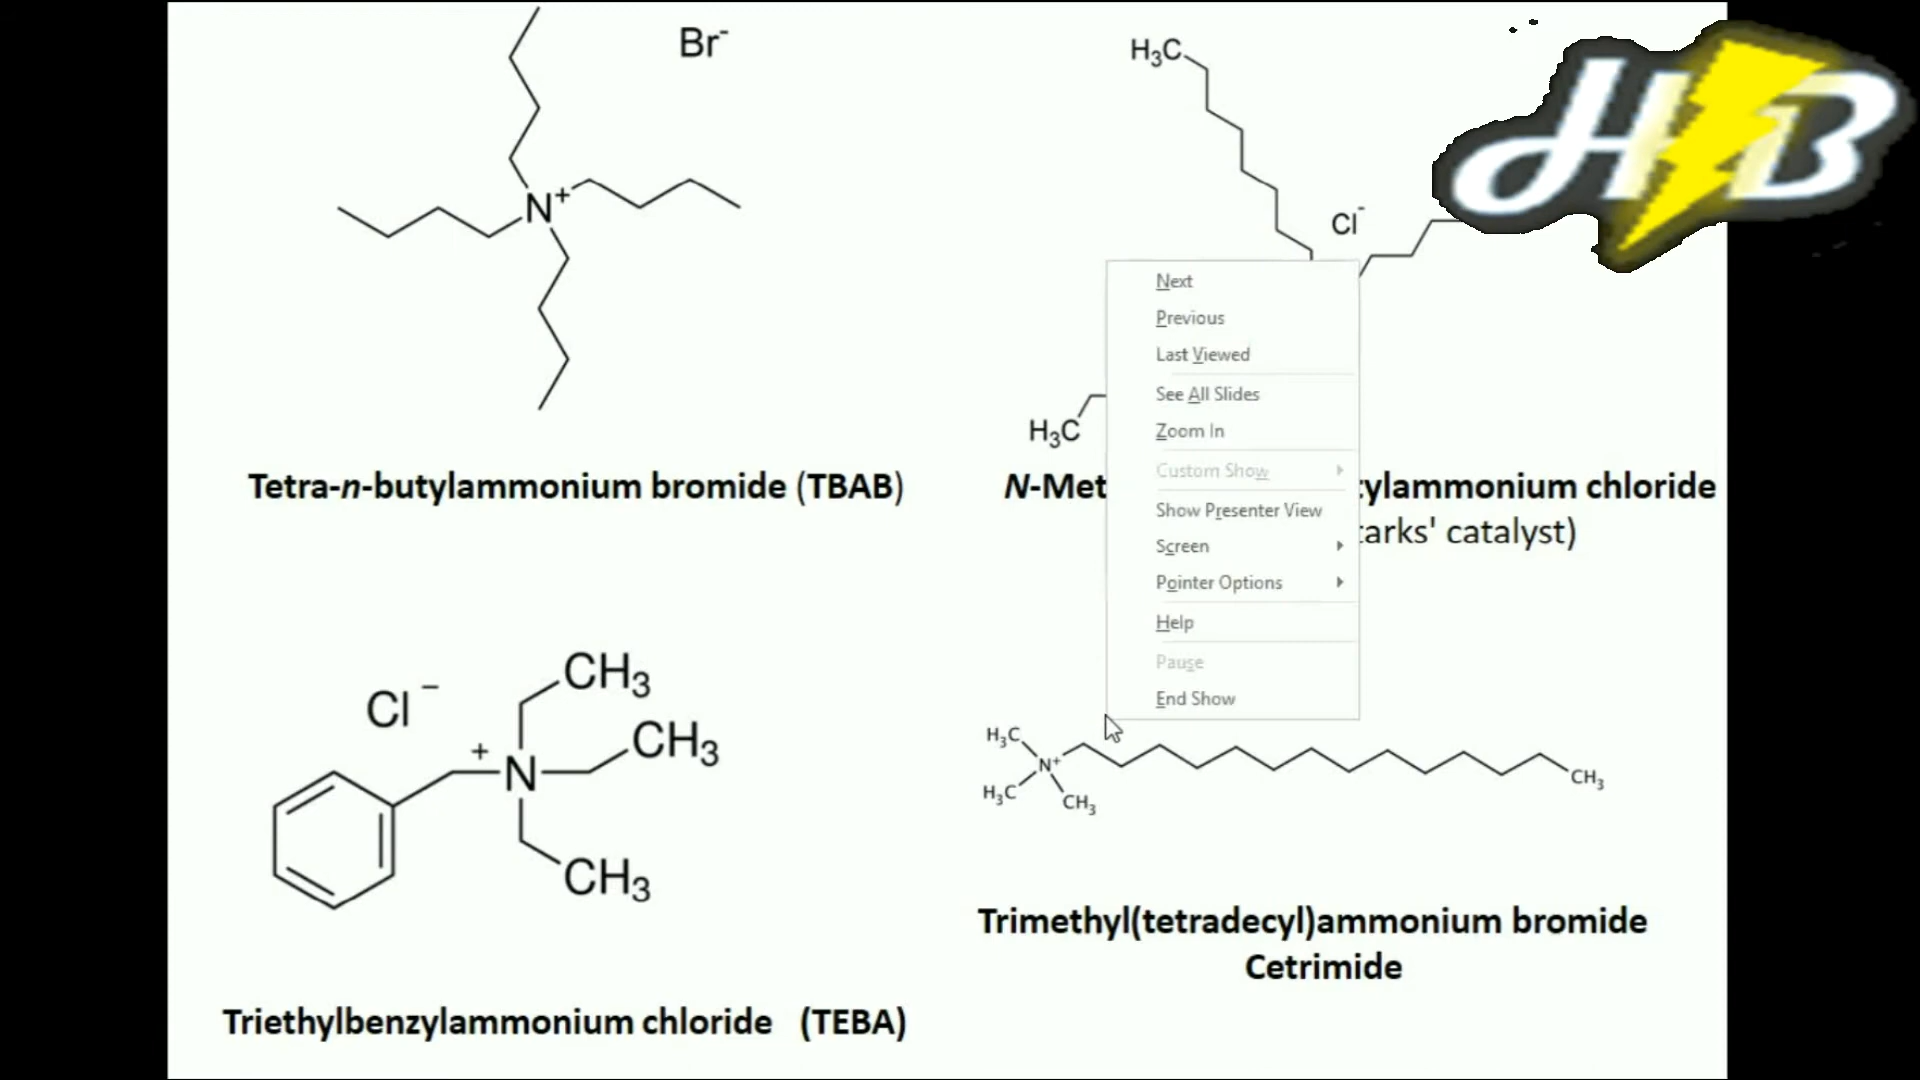 Br-
H3C
HB
Cl-
N+
Next
Previous
Last Viewed
See All Slides
Zoom In
H3C
Custom Show
Tetra-n-butylammonium bromide (TBAB)
N-Met
ylammonium chloride
Show Presenter View
arks' catalyst)
Screen
Pointer Options
Help
Pause
End Show
CH3
Cl-
CH3
+
N
CH3
H3C
N+
H3C
CH3
CH3
Trimethyl(tetradecyl)ammonium bromide
Cetrimide
Triethylbenzylammonium chloride (TEBA)